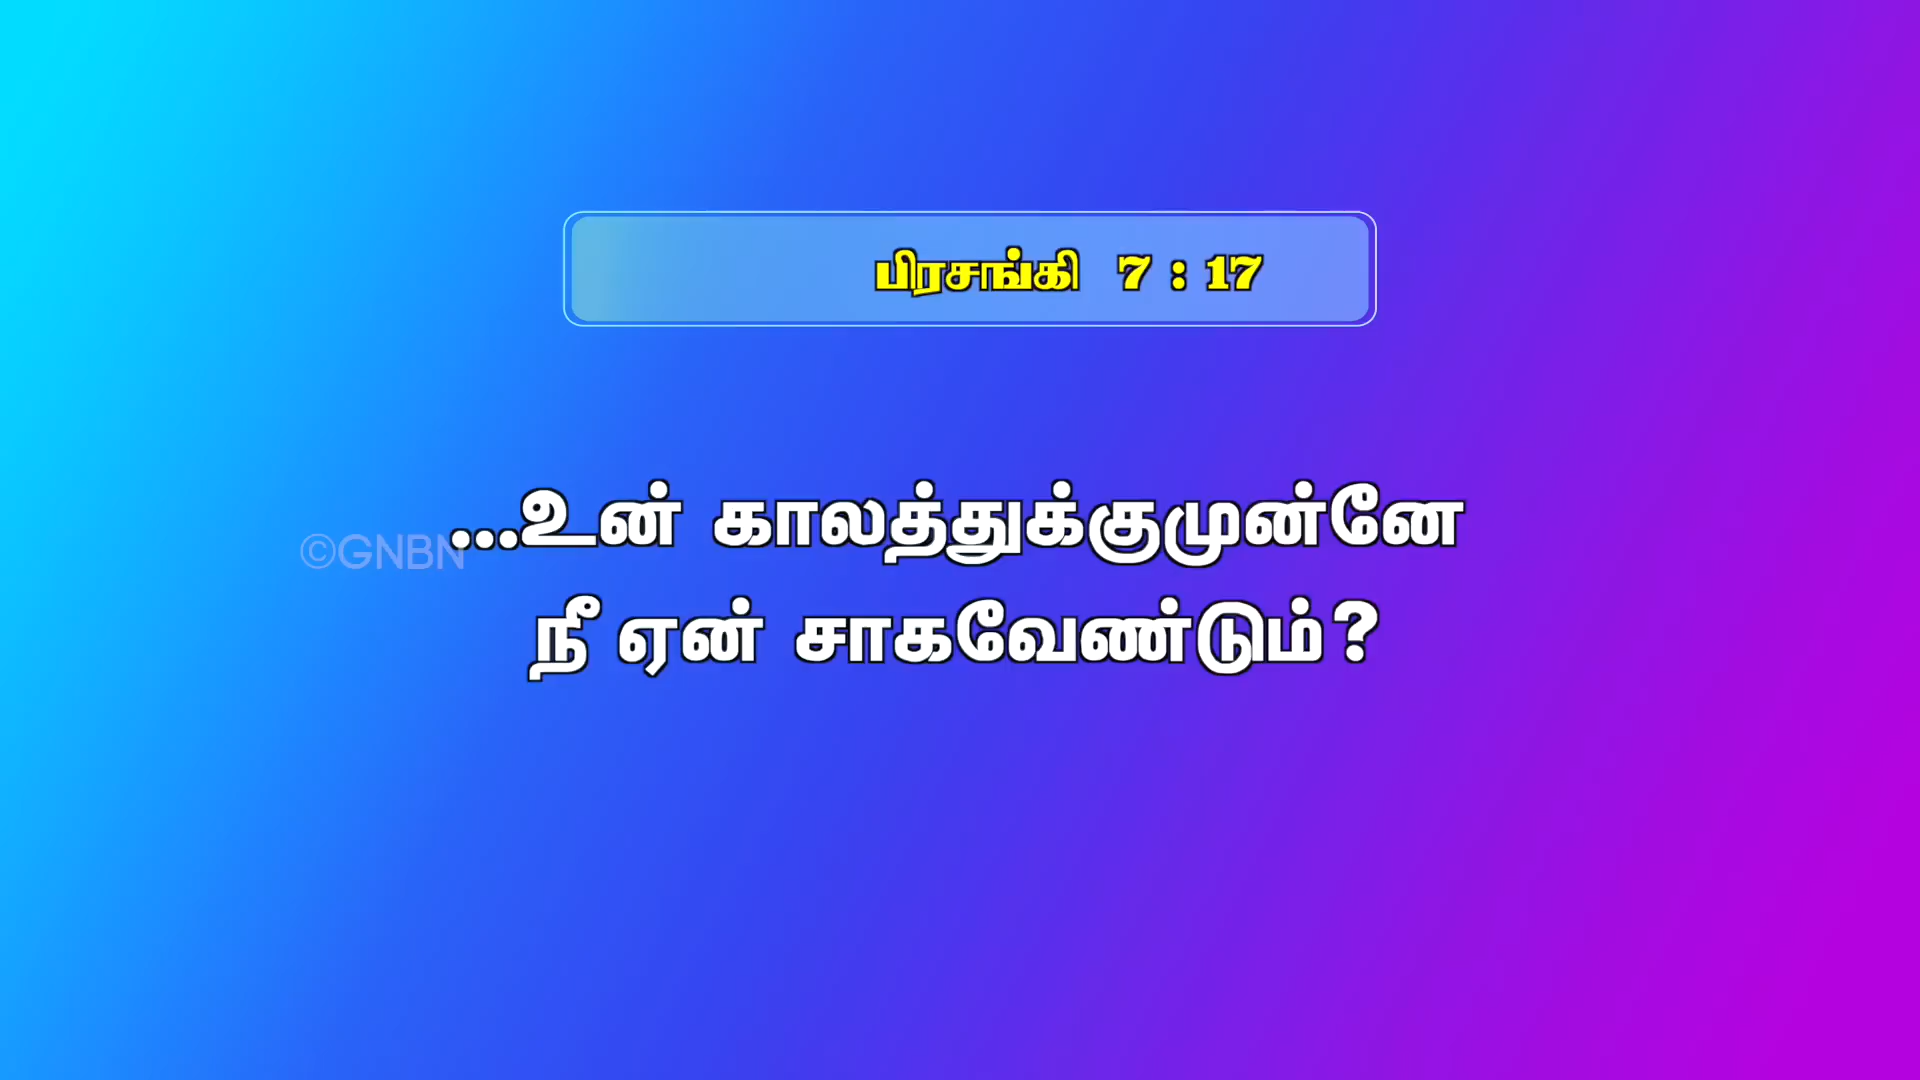 பிரசங்கி 7 : 17
...உன் காலத்துக்குமுன்னே
©GNBN
நீ ஏன் சாகவேண்டும்?